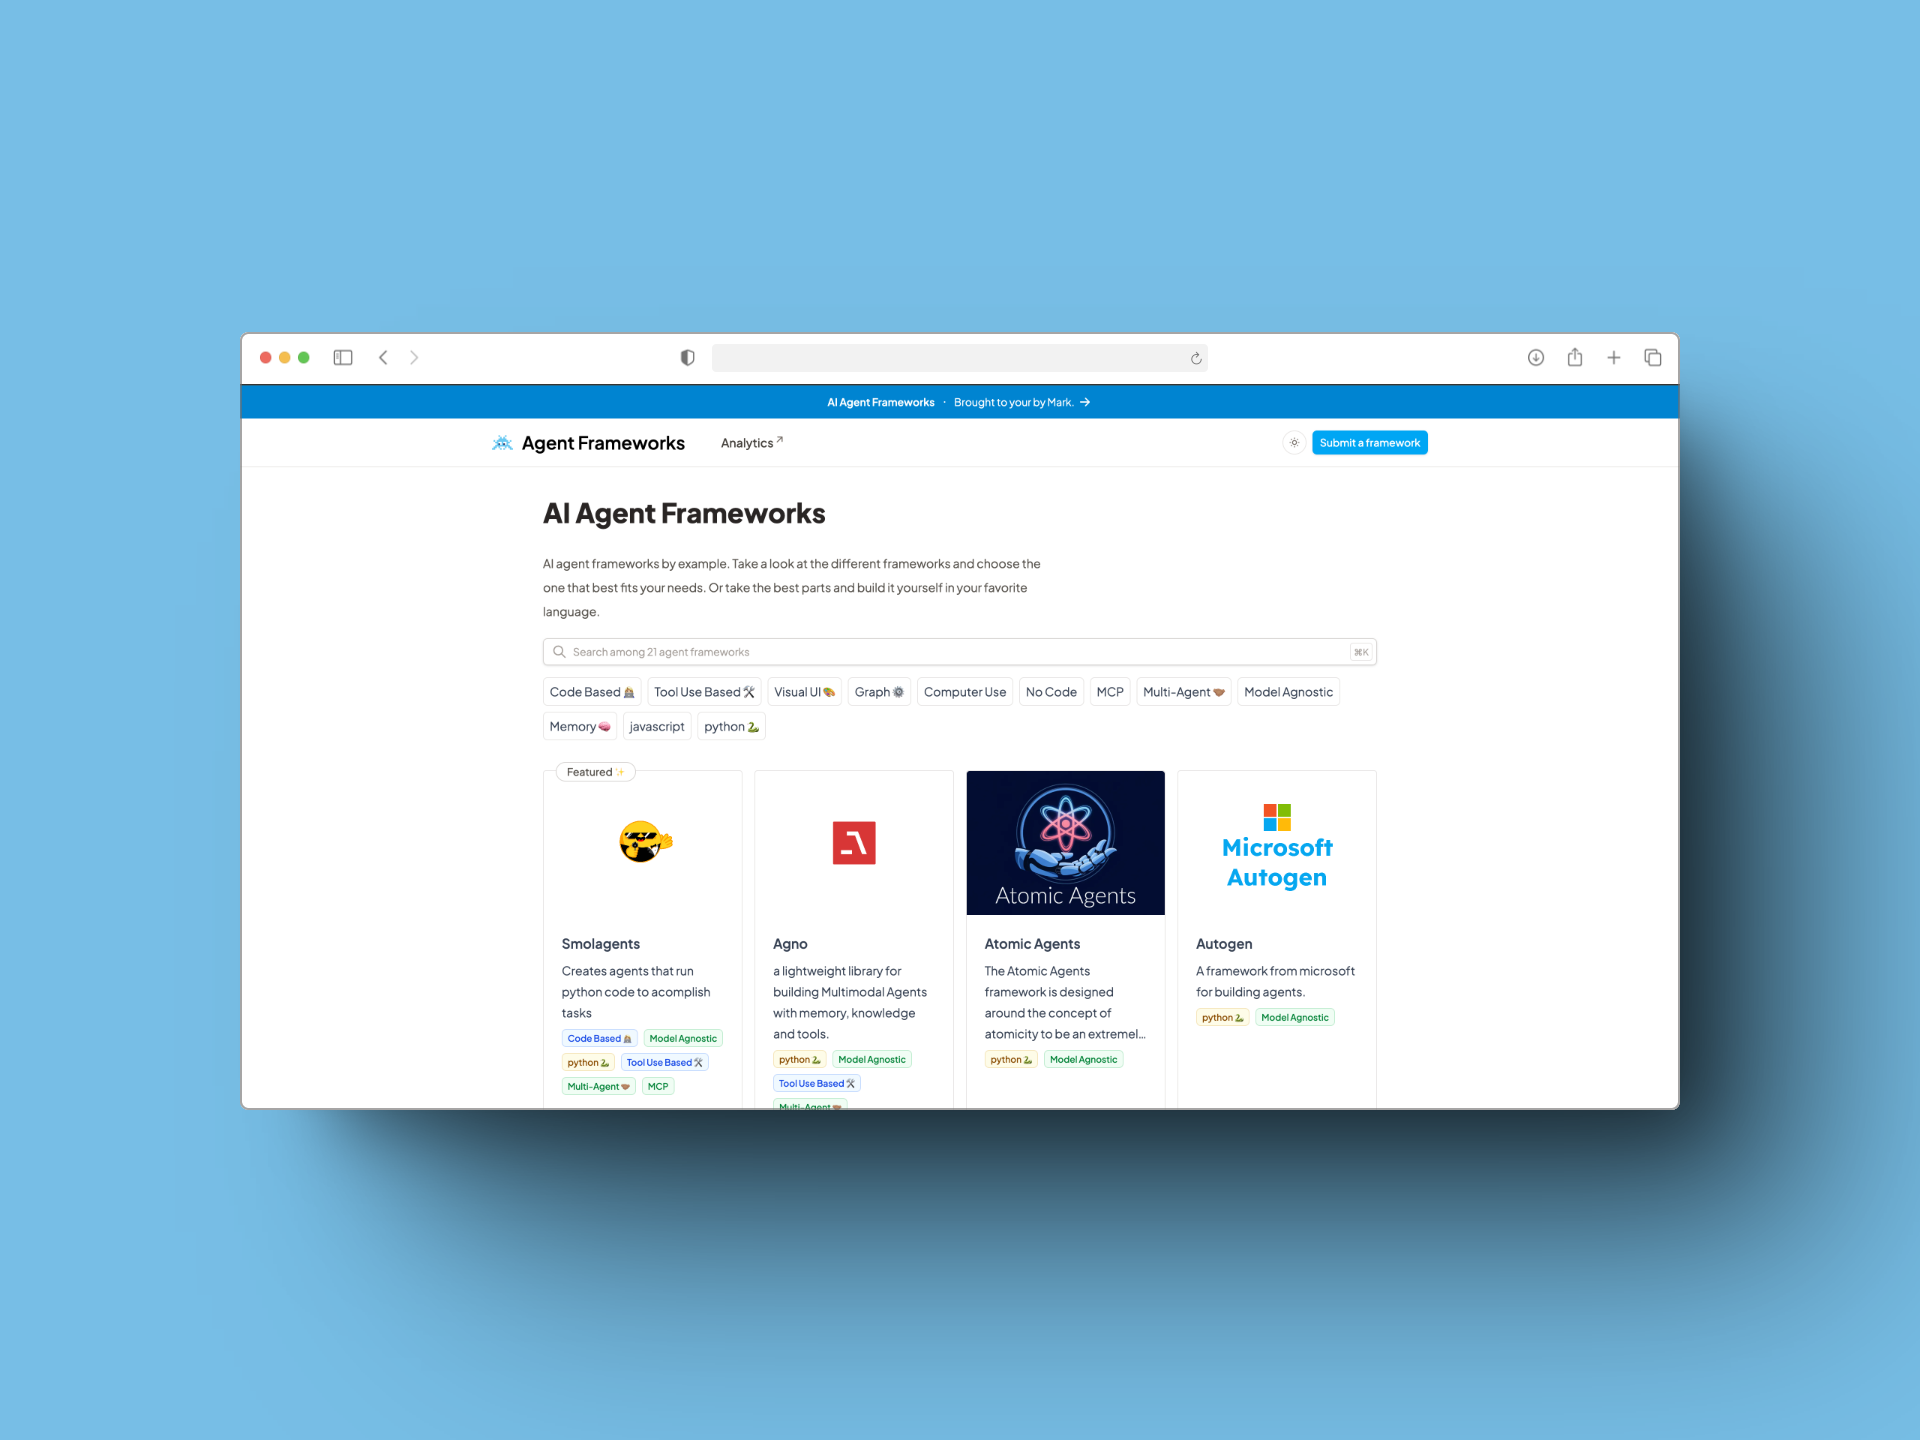 AI Agent Frameworks · Brought to your by Mark. →
Agent Frameworks
Analytics ↗
Submit a framework
AI Agent Frameworks
AI agent frameworks by example. Take a look at the different frameworks and choose the
one that best fits your needs. Or take the best parts and build it yourself in your favorite
language.
Search among 21 agent frameworks
⌘K
Code Based Tool Use Based Visual UI Graph Computer Use No Code MCP Multi-Agent Model Agnostic
Memory javascript python
Featured
Atomic Agents
Microsoft
Autogen
Smolagents
Creates agents that run
python code to acomplish
tasks
Code Based Model Agnostic
python Tool Use Based
Multi-Agent MCP
Agno
a lightweight library for
building Multimodal Agents
with memory, knowledge
and tools.
python Model Agnostic
Tool Use Based
Multi-Agent
Atomic Agents
The Atomic Agents
framework is designed
around the concept of
atomicity to be an extremel...
python Model Agnostic
Autogen
A framework from microsoft
for building agents.
python Model Agnostic